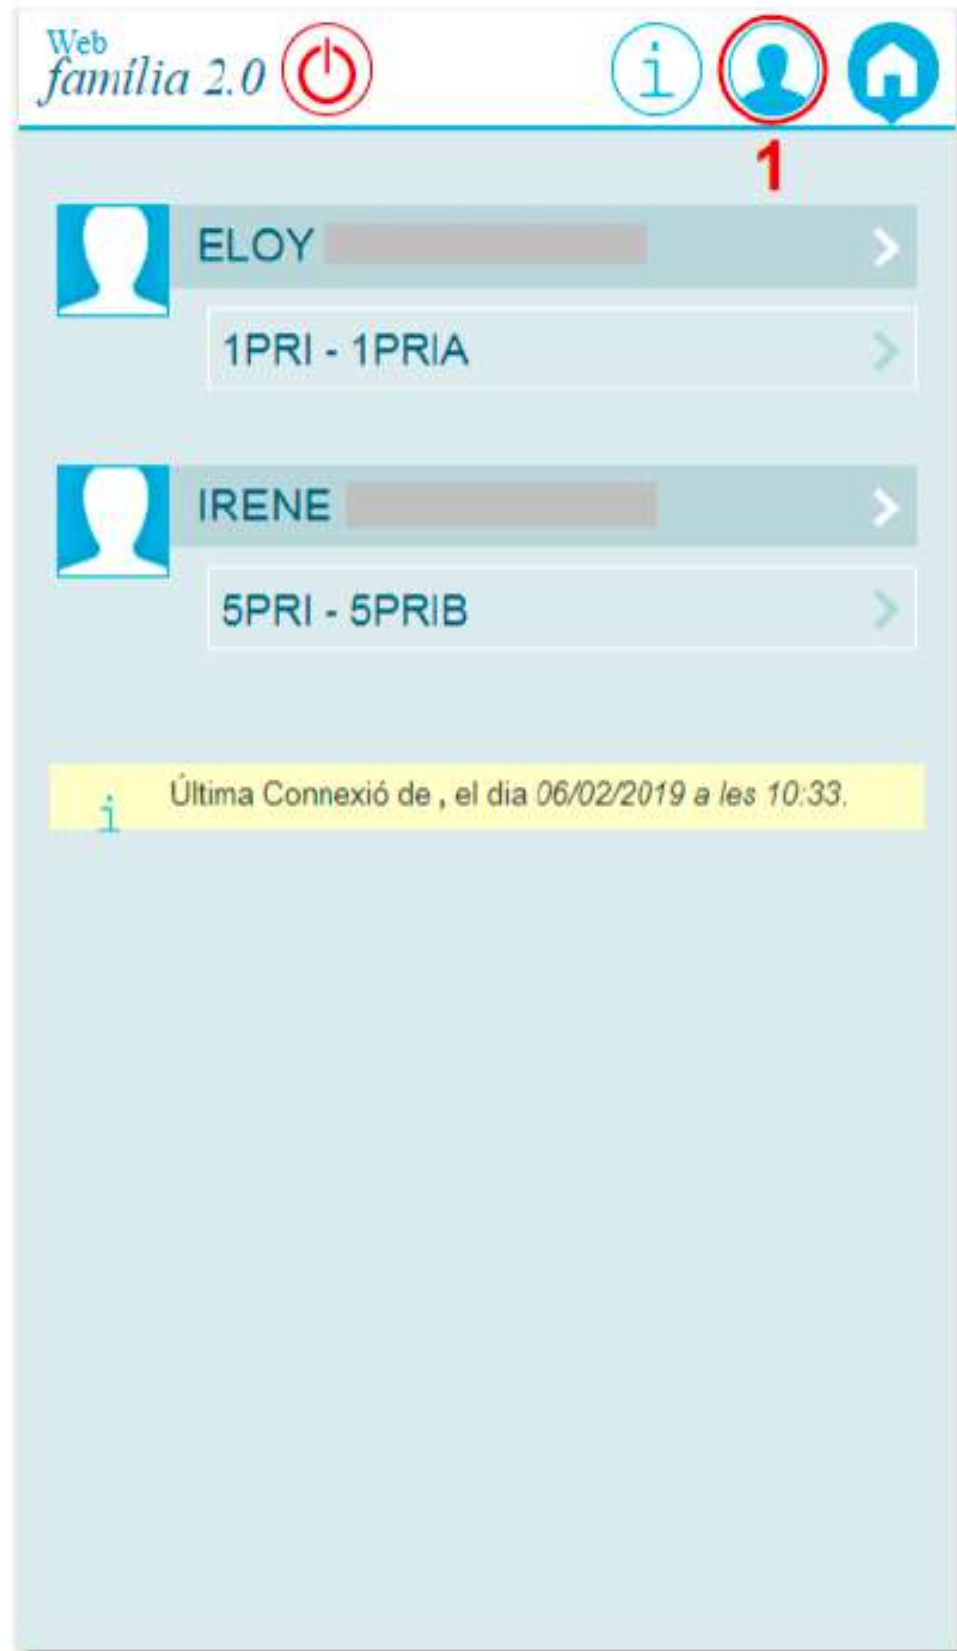 Web
família 2.0
i
1
ELOY
1PRI - 1PRIA
IRENE
5PRI - 5PRIB
i
Última Connexió de , el dia 06/02/2019 a les 10:33.